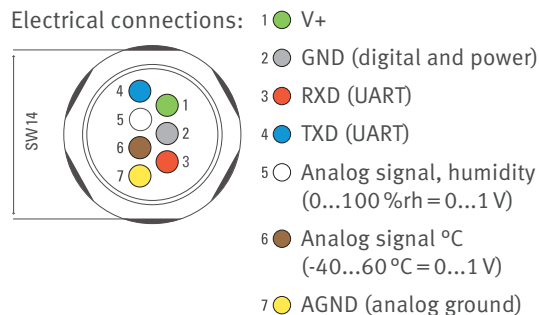 Electrical connections:
1 V+
2 GND (digital and power)
3 RXD (UART)
4 TXD (UART)
5 Analog signal, humidity
(0...100 %rh = 0...1 V)
6 Analog signal °C
(-40...60 °C = 0...1 V)
7 AGND (analog ground)
SW14
4
1
5
2
6
3
7